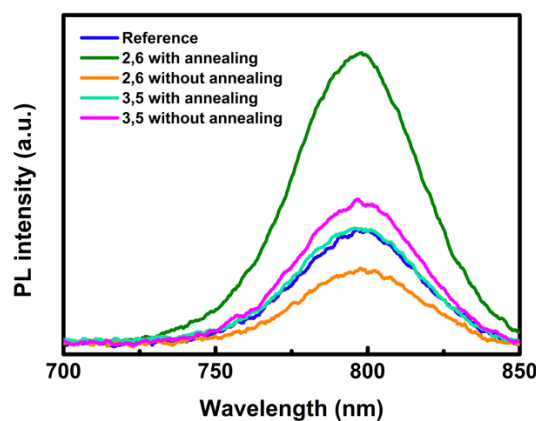 Reference
2,6 with annealing
2,6 without annealing
3,5 with annealing
3,5 without annealing
PL intensity (a.u.)
700 750 800 850
Wavelength (nm)